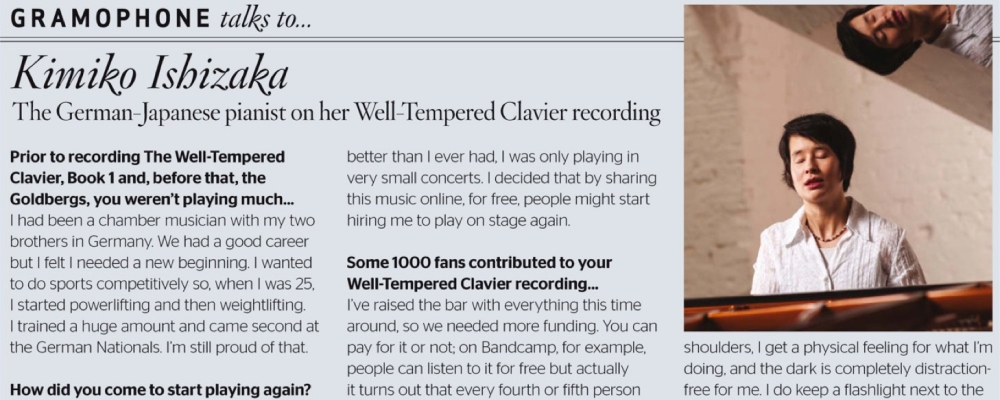 GRAMOPHONE talks to...
Kimiko Ishizaka
The German-Japanese pianist on her Well-Tempered Clavier recording
Prior to recording The Well-Tempered
Clavier, Book 1 and, before that, the
Goldbergs, you weren't playing much...
I had been a chamber musician with my two
brothers in Germany. We had a good career
but I felt I needed a new beginning. I wanted
to do sports competitively so, when I was 25,
I started powerlifting and then weightlifting.
I trained a huge amount and came second at
the German Nationals. I'm still proud of that.
How did you come to start playing again?
better than I ever had, I was only playing in
very small concerts. I decided that by sharing
this music online, for free, people might start
hiring me to play on stage again.
Some 1000 fans contributed to your
Well-Tempered Clavier recording...
I've raised the bar with everything this time
around, so we needed more funding. You can
pay for it or not; on Bandcamp, for example,
people can listen to it for free but actually
it turns out that every fourth or fifth person
shoulders, I get a physical feeling for what I'm
doing, and the dark is completely distraction-
free for me. I do keep a flashlight next to the